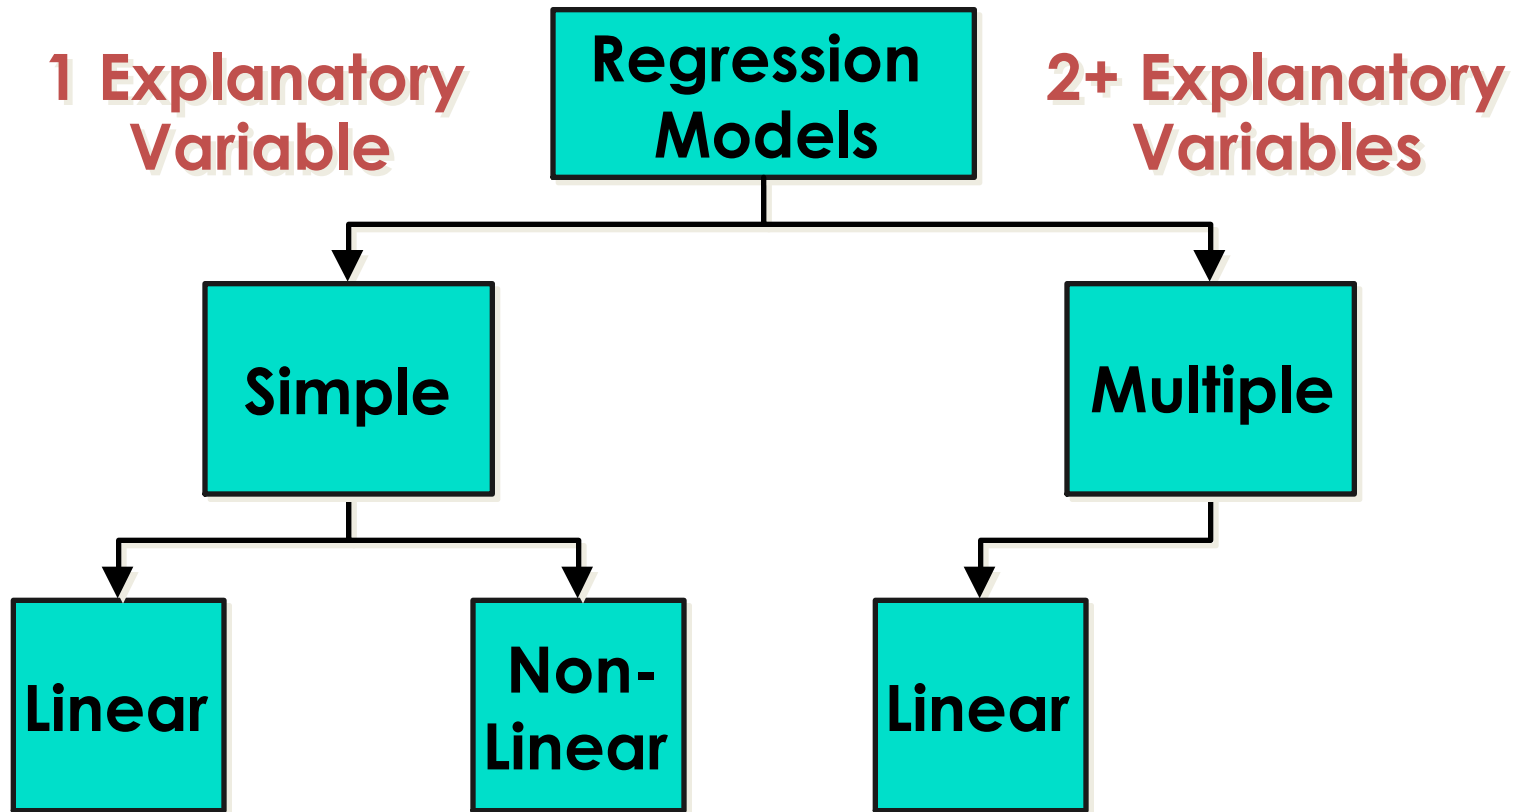 1 Explanatory
Variable
Regression
Models
2+ Explanatory
Variables
Simple
Multiple
Linear
Non-
Linear
Linear